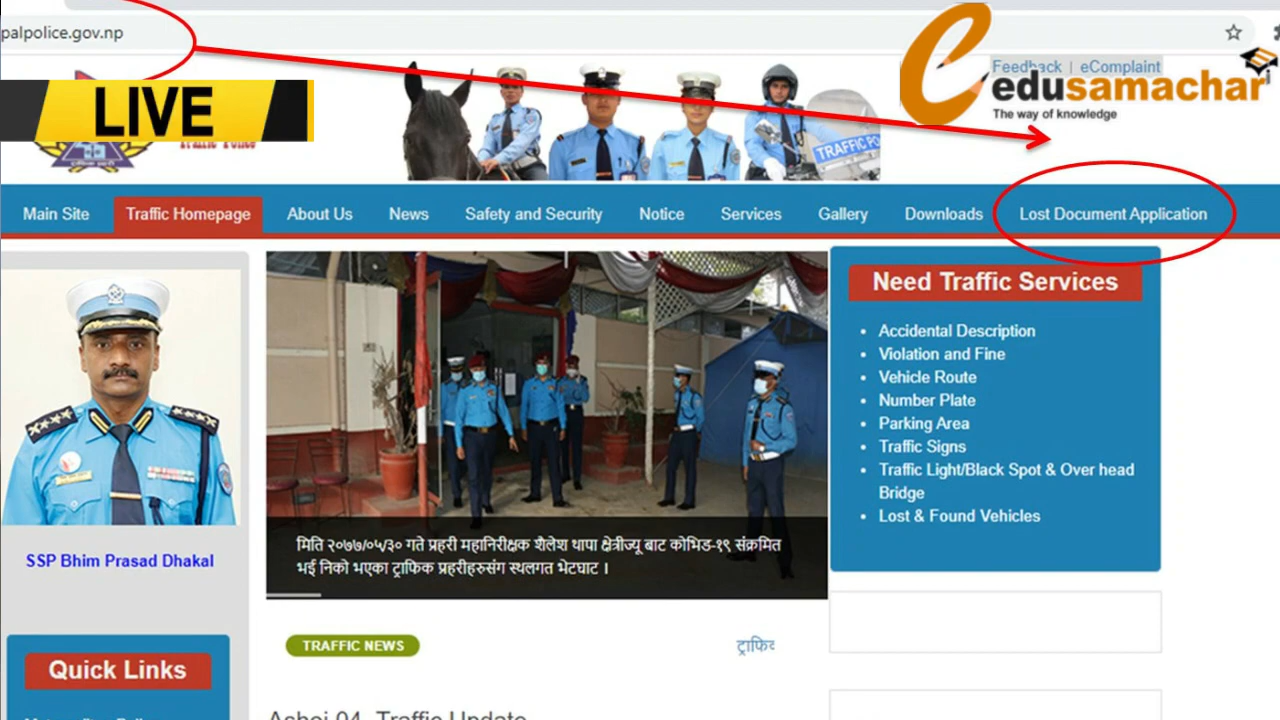 palpolice.gov.np
Feedback | eComplaint
edusamachar
The way of knowledge
LIVE
Traffic Police
TRAFFIC PO
Main Site Traffic Homepage About Us News Safety and Security Notice Services Gallery Downloads Lost Document Application
SSP Bhim Prasad Dhakal
Quick Links
मिति २०७७/०५/३० गते प्रहरी महानिरीक्षक शैलेश थापा क्षेत्रीज्यू बाट कोभिड-१९ संक्रमित
भई निको भएका ट्राफिक प्रहरीहरुसंग स्थलगत भेटघाट ।
TRAFFIC NEWS
Need Traffic Services
Accidental Description
Violation and Fine
Vehicle Route
Number Plate
Parking Area
Traffic Signs
Traffic Light/Black Spot & Over head
Bridge
Lost & Found Vehicles